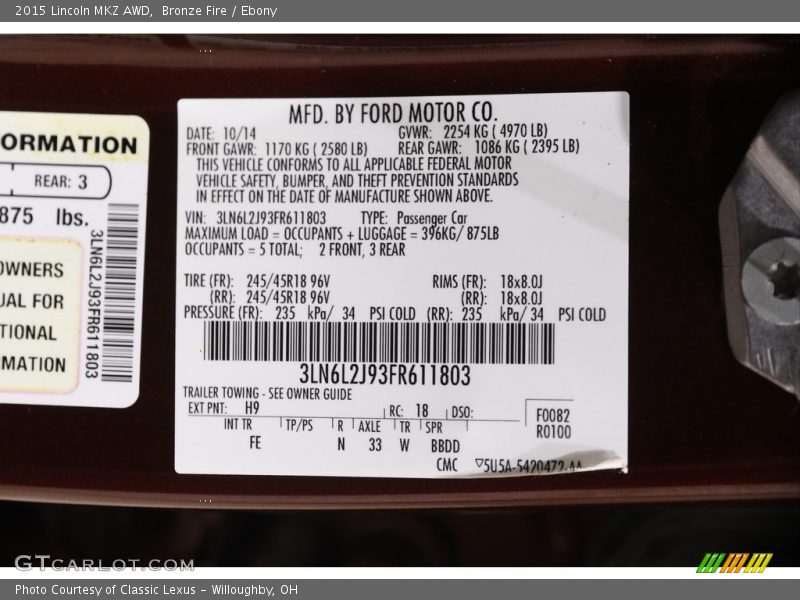 2015 Lincoln MKZ AWD, Bronze Fire / Ebony
ORMATION
REAR: 3
875 lbs.
OWNERS
UAL FOR
TIONAL
MATION
3LN6L2J93FR611803
MFD. BY FORD MOTOR CO.
DATE: 10/14 GVWR: 2254 KG ( 4970 LB)
FRONT GAWR: 1170 KG ( 2580 LB) REAR GAWR: 1086 KG ( 2395 LB)
THIS VEHICLE CONFORMS TO ALL APPLICABLE FEDERAL MOTOR
VEHICLE SAFETY, BUMPER, AND THEFT PREVENTION STANDARDS
IN EFFECT ON THE DATE OF MANUFACTURE SHOWN ABOVE.
VIN: 3LN6L2J93FR611803 TYPE: Passenger Car
MAXIMUM LOAD = OCCUPANTS + LUGGAGE = 396KG/ 875LB
OCCUPANTS = 5 TOTAL; 2 FRONT, 3 REAR
TIRE (FR): 245/45R18 96V RIMS (FR): 18x8.0J
(RR): 245/45R18 96V (RR): 18x8.0J
PRESSURE (FR): 235 kPa/ 34 PSI COLD (RR): 235 kPa/ 34 PSI COLD
3LN6L2J93FR611803
TRAILER TOWING - SEE OWNER GUIDE
EXT PNT: H9 RC: 18 DSO:
F0082
R0100
INT TR TP/PS R AXLE TR SPR
FE N 33 W BBDD
CMC ▽5U5A-5420472-AA
GTCARLOT.COM
Photo Courtesy of Classic Lexus - Willoughby, OH